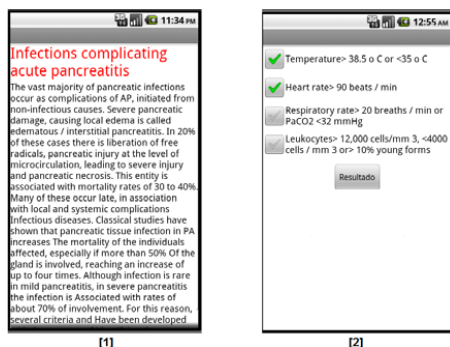 11:34 PM
Infections complicating
acute pancreatitis
The vast majority of pancreatic infections
occur as complications of AP, initiated from
non-infectious causes. Severe pancreatic
damage, causing local edema is called
edematous / interstitial pancreatitis. In 20%
of these cases there is liberation of free
radicals, pancreatic injury at the level of
microcirculation, leading to severe injury
and pancreatic necrosis. This entity is
associated with mortality rates of 30 to 40%.
Many of these occur late, in association
with local and systemic complications
Infectious diseases. Classical studies have
shown that pancreatic tissue infection in PA
increases The mortality of the individuals
affected, especially if more than 50% Of the
gland is involved, reaching an increase of
up to four times. Although infection is rare
in mild pancreatitis, in severe pancreatitis
the infection is Associated with rates of
about 70% of involvement. For this reason,
several criteria and Have been developed
[1]
12:55 AM
Temperature> 38.5 o C or <35 o C
Heart rate> 90 beats / min
Respiratory rate> 20 breaths / min or
PaCO2 <32 mmHg
Leukocytes> 12,000 cells/mm 3, <4000
cells / mm 3 or> 10% young forms
Resultado
[2]